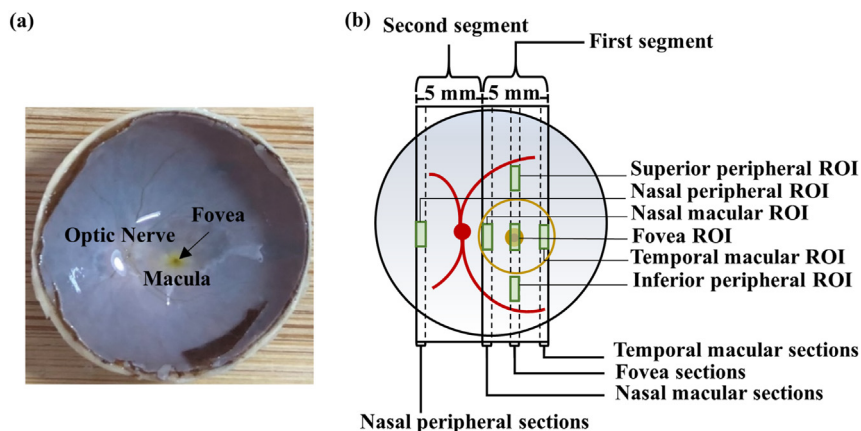 (a)
Optic Nerve
Fovea
Macula
(b)
Second segment
First segment
5 mm
5 mm
Superior peripheral ROI
Nasal peripheral ROI
Nasal macular ROI
Fovea ROI
Temporal macular ROI
Inferior peripheral ROI
Temporal macular sections
Fovea sections
Nasal macular sections
Nasal peripheral sections